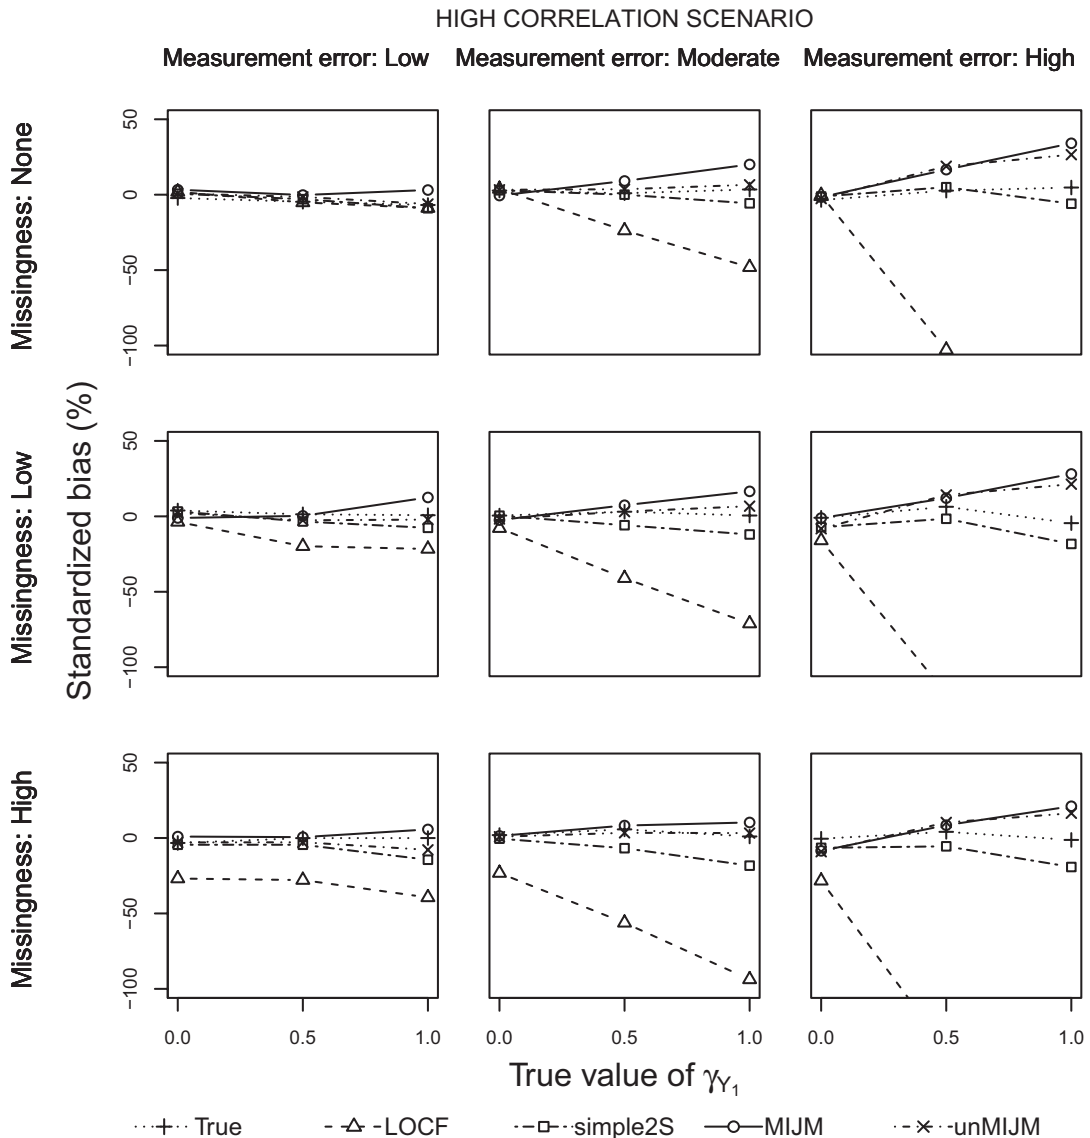 HIGH CORRELATION SCENARIO
Measurement error: Low
Measurement error: Moderate
Measurement error: High
Missingness: None
50
0
−50
−100
Missingness: Low
Standardized bias (%)
50
0
−50
−100
Missingness: High
50
0
−50
−100
0.0 0.5 1.0
0.0 0.5 1.0
0.0 0.5 1.0
True value of γY1
True LOCF simple2S MIJM unMIJM